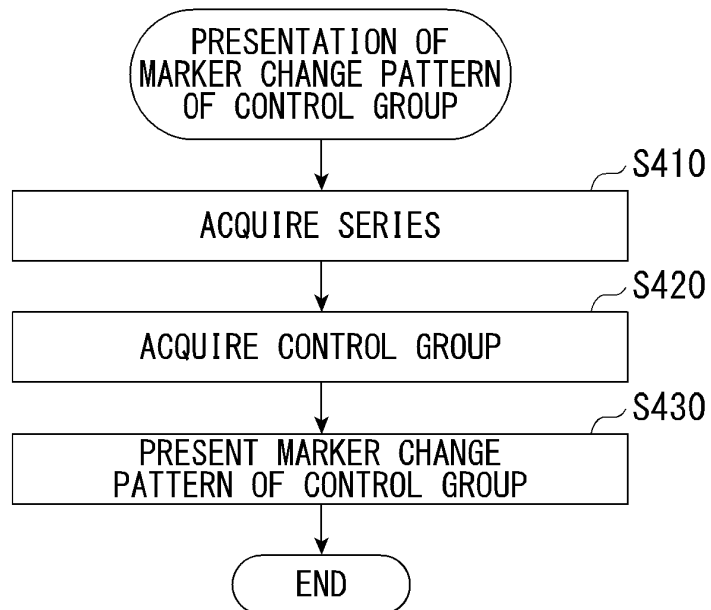 PRESENTATION OF
MARKER CHANGE PATTERN
OF CONTROL GROUP
S410
ACQUIRE SERIES
S420
ACQUIRE CONTROL GROUP
S430
PRESENT MARKER CHANGE
PATTERN OF CONTROL GROUP
END